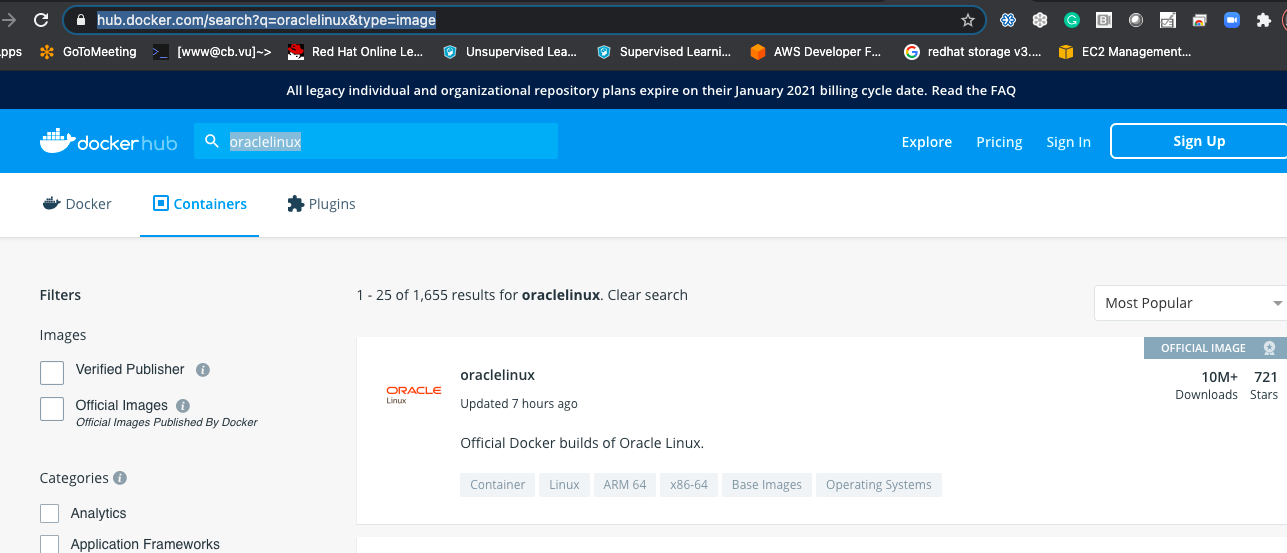 hub.docker.com/search?q=oraclelinux&type=image
pps GoToMeeting [www@cb.vu]~> Red Hat Online Le... Unsupervised Lea... Supervised Learni... AWS Developer F... redhat storage v3.... EC2 Management...
All legacy individual and organizational repository plans expire on their January 2021 billing cycle date. Read the FAQ
dockerhub oraclelinux Explore Pricing Sign In Sign Up
Docker Containers Plugins
Filters
1 - 25 of 1,655 results for oraclelinux. Clear search
Most Popular
Images
Verified Publisher
Official Images
Official Images Published By Docker
Categories
Analytics
Application Frameworks
OFFICIAL IMAGE
ORACLE
Linux
oraclelinux
10M+ 721
Downloads Stars
Updated 7 hours ago
Official Docker builds of Oracle Linux.
Container Linux ARM 64 x86-64 Base Images Operating Systems